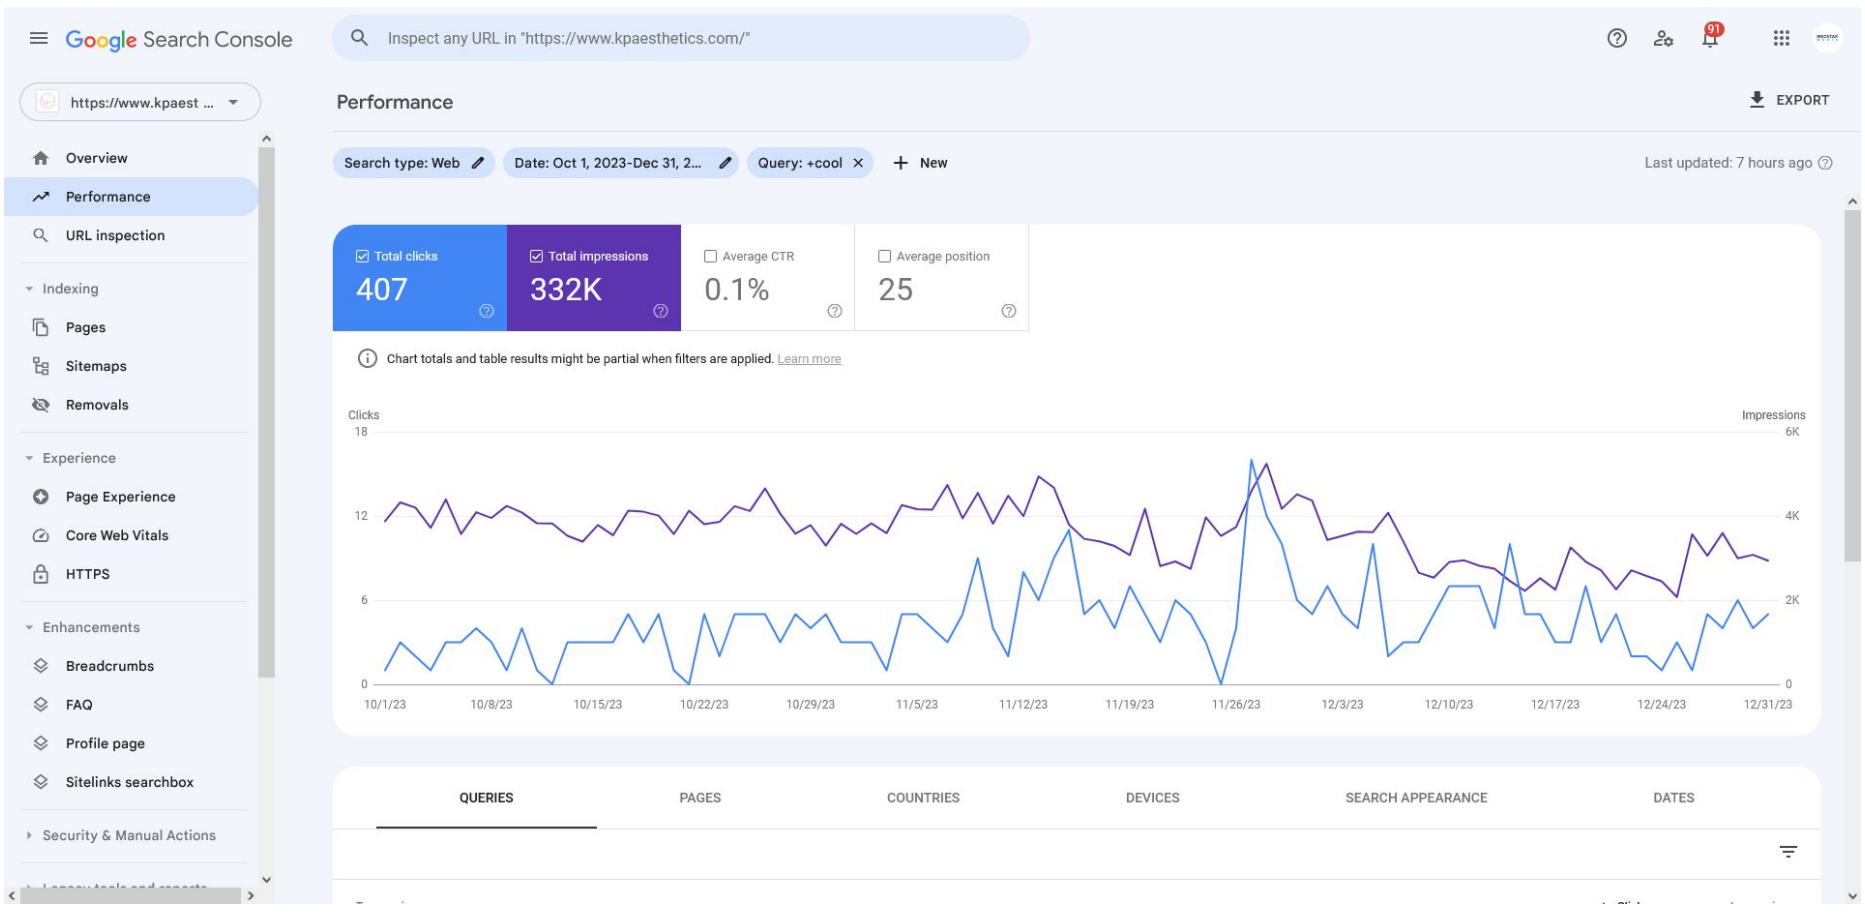 Google Search Console
Inspect any URL in "https://www.kpaesthetics.com/"
91
https://www.kpaest ...
Performance
EXPORT
Overview
Performance
URL inspection
Indexing
Pages
Sitemaps
Removals
Experience
Page Experience
Core Web Vitals
HTTPS
Enhancements
Breadcrumbs
FAQ
Profile page
Sitelinks searchbox
Security & Manual Actions
Legacy tools and reports
Search type: Web
Date: Oct 1, 2023-Dec 31, 2...
Query: +cool
New
Last updated: 7 hours ago
Total clicks
407
Total impressions
332K
Average CTR
0.1%
Average position
25
Chart totals and table results might be partial when filters are applied. Learn more
Clicks
Impressions
18
6K
12
4K
6
2K
0
0
10/1/23 10/8/23 10/15/23 10/22/23 10/29/23 11/5/23 11/12/23 11/19/23 11/26/23 12/3/23 12/10/23 12/17/23 12/24/23 12/31/23
QUERIES PAGES COUNTRIES DEVICES SEARCH APPEARANCE DATES